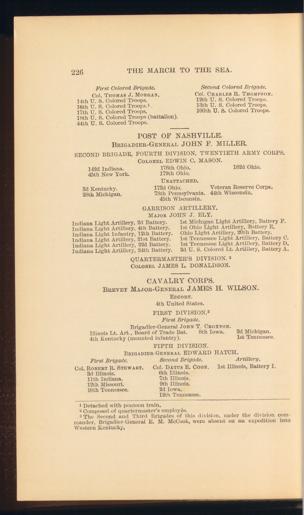 226 THE MARCH TO THE SEA.
First Colored Brigade.
Col. THOMAS J. MORGAN.
14th U. S. Colored Troops.
16th U. S. Colored Troops.¹
17th U. S. Colored Troops.
18th U. S. Colored Troops (battalion).
44th U. S. Colored Troops.
Second Colored Brigade.
Col. CHARLES R. THOMPSON.
12th U. S. Colored Troops.
13th U. S. Colored Troops.
100th U. S. Colored Troops.
POST OF NASHVILLE.
BRIGADIER-GENERAL JOHN F. MILLER.
SECOND BRIGADE, FOURTH DIVISION, TWENTIETH ARMY CORPS.
COLONEL EDWIN C. MASON.
142d Indiana. 176th Ohio. 182d Ohio.
45th New York. 179th Ohio.
UNATTACHED.
3d Kentucky. 173d Ohio. Veteran Reserve Corps.
28th Michigan. 78th Pennsylvania. 44th Wisconsin.
45th Wisconsin.
GARRISON ARTILLERY.
MAJOR JOHN J. ELY.
Indiana Light Artillery, 2d Battery. 1st Michigan Light Artillery, Battery F.
Indiana Light Artillery, 4th Battery. 1st Ohio Light Artillery, Battery E.
Indiana Light Infantry, 12th Battery. Ohio Light Artillery, 20th Battery.
Indiana Light Artillery, 21st Battery. 1st Tennessee Light Artillery, Battery C.
Indiana Light Artillery, 22d Battery. 1st Tennessee Light Artillery, Battery D.
Indiana Light Artillery, 24th Battery. 2d U. S. Colored Lt. Artillery, Battery A.
QUARTERMASTER'S DIVISION.²
COLONEL JAMES L. DONALDSON.
CAVALRY CORPS.
BREVET MAJOR-GENERAL JAMES H. WILSON.
ESCORT.
4th United States.
FIRST DIVISION.³
First Brigade.
Brigadier-General JOHN T. CROXTON.
Illinois Lt. Art., Board of Trade Bat. 8th Iowa. 2d Michigan.
4th Kentucky (mounted infantry). 1st Tennessee.
FIFTH DIVISION.
BRIGADIER-GENERAL EDWARD HATCH.
First Brigade. Second Brigade. Artillery.
Col. ROBERT R. STEWART. Col. DATUS E. COON. 1st Illinois, Battery I.
3d Illinois. 6th Illinois.
11th Indiana. 7th Illinois.
12th Missouri. 9th Illinois.
10th Tennessee. 2d Iowa.
12th Tennessee.
¹ Detached with pontoon train.
² Composed of quartermaster's employés.
³ The Second and Third Brigades of this division, under the division com-
mander, Brigadier-General E. M. McCook, were absent on an expedition into
Western Kentucky.